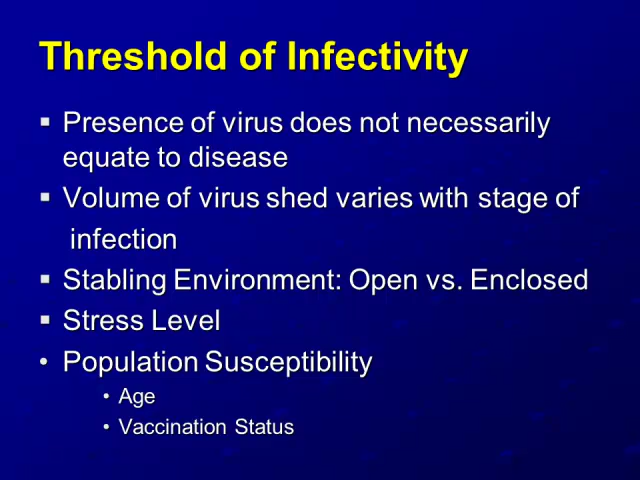 Threshold of Infectivity
▪ Presence of virus does not necessarily
equate to disease
▪ Volume of virus shed varies with stage of
infection
▪ Stabling Environment: Open vs. Enclosed
▪ Stress Level
• Population Susceptibility
• Age
• Vaccination Status